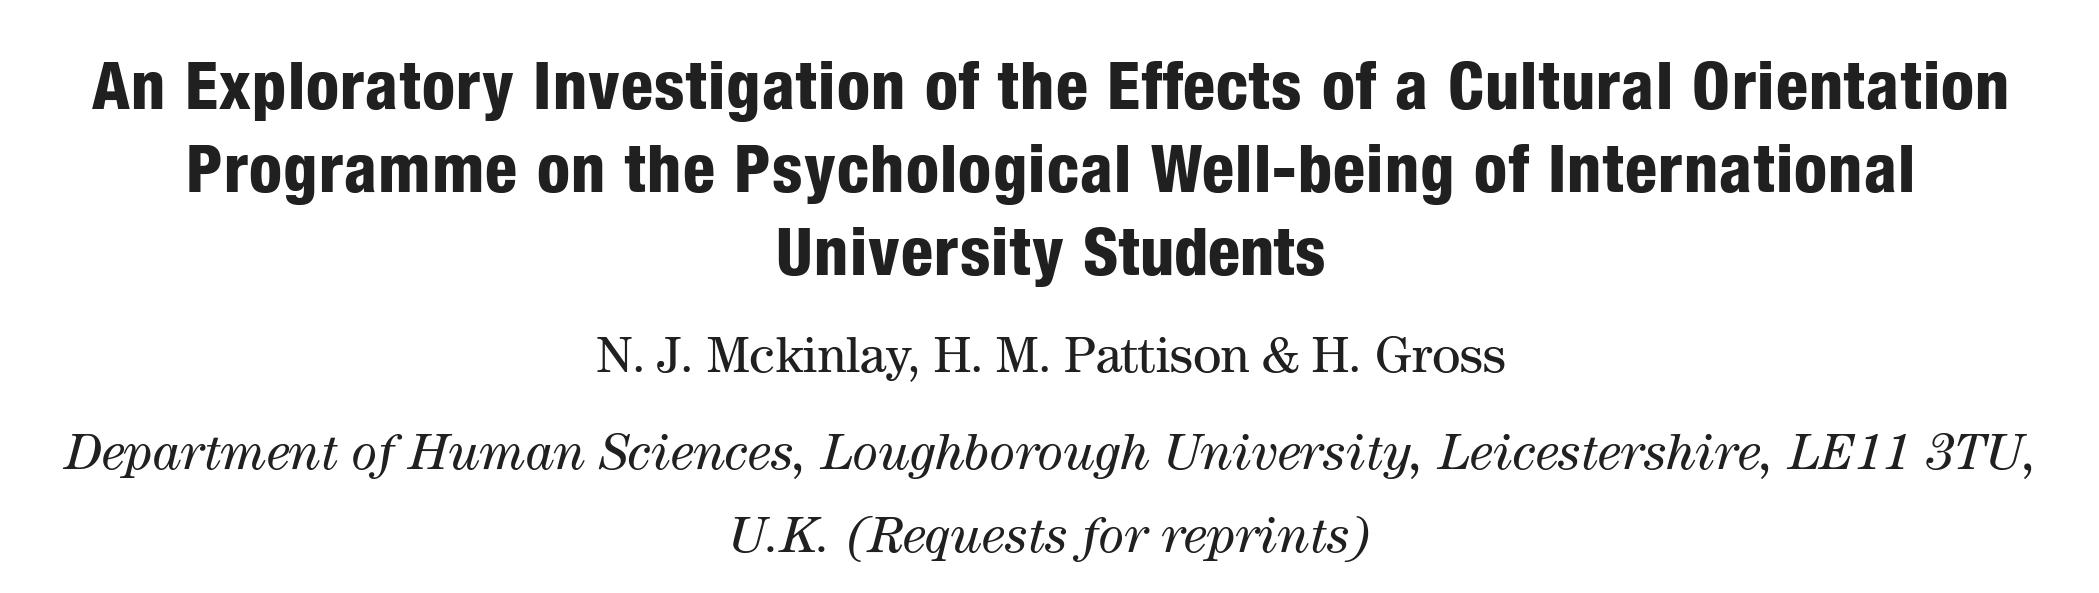 An Exploratory Investigation of the Effects of a Cultural Orientation
Programme on the Psychological Well-being of International
University Students
N. J. Mckinlay, H. M. Pattison & H. Gross
Department of Human Sciences, Loughborough University, Leicestershire, LE11 3TU,
U.K. (Requests for reprints)